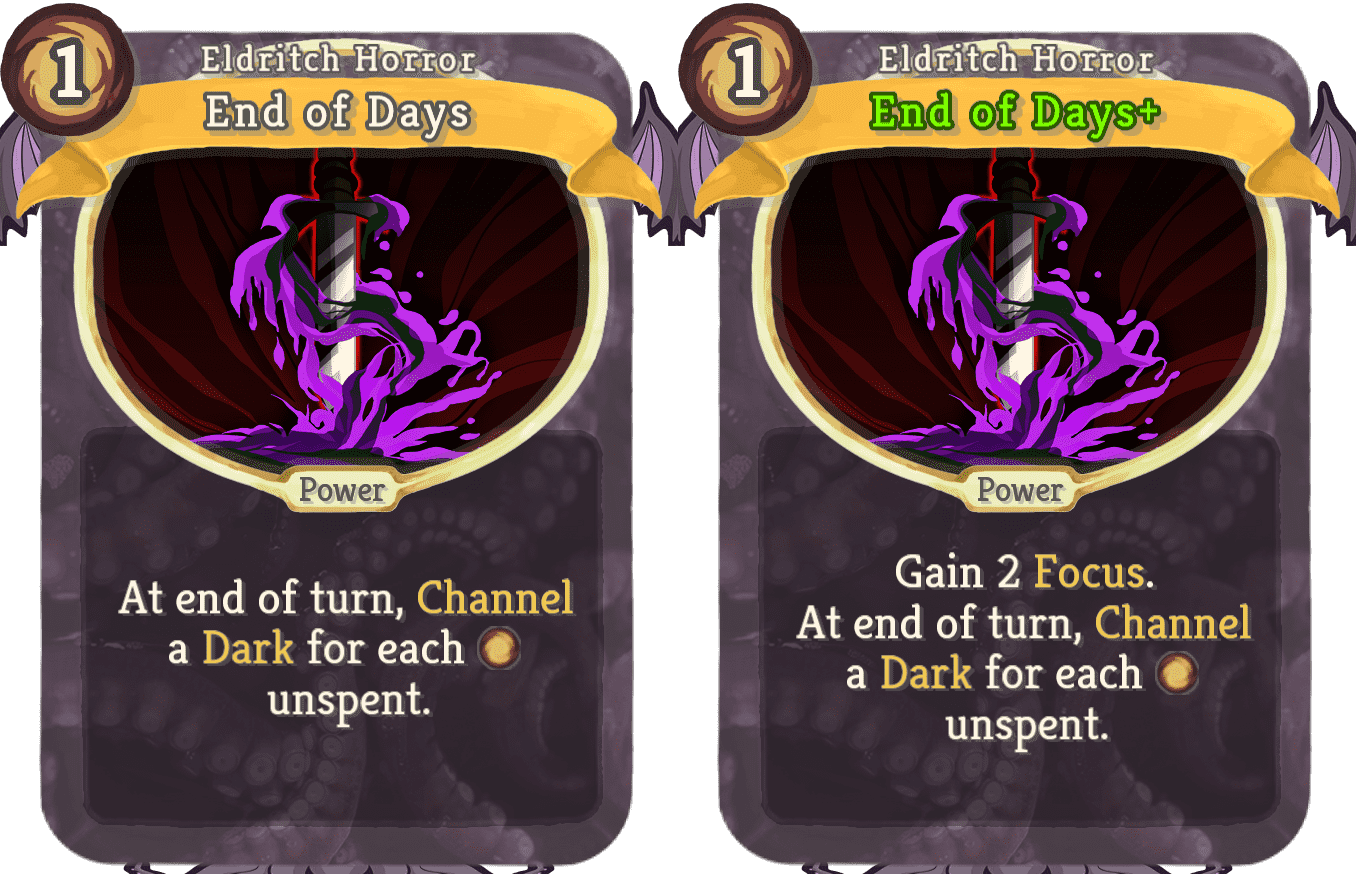 1
Eldritch Horror
End of Days
Power
At end of turn, Channel
a Dark for each
unspent.
1
Eldritch Horror
End of Days+
Power
Gain 2 Focus.
At end of turn, Channel
a Dark for each
unspent.